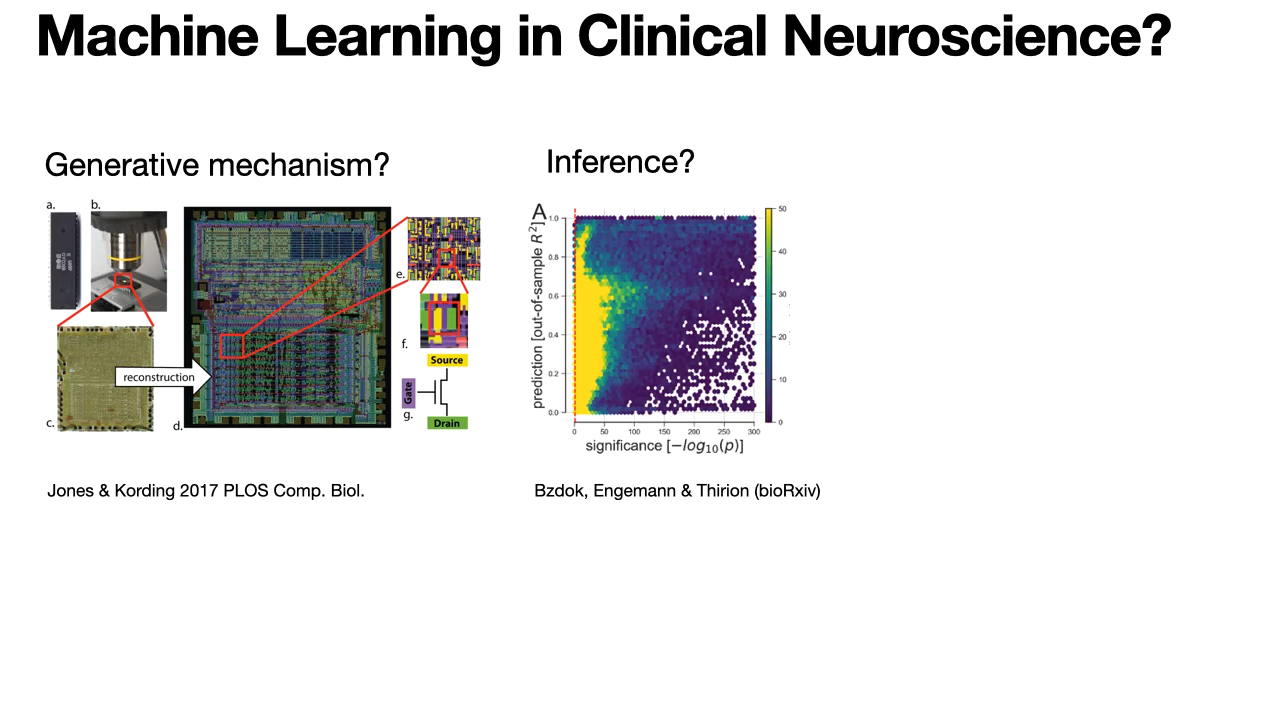 Machine Learning in Clinical Neuroscience?
Generative mechanism?
a.
b.
c.
reconstruction
d.
e.
f.
Source
Gate
g.
Drain
Jones & Kording 2017 PLOS Comp. Biol.
Inference?
A
prediction [out-of-sample R²]
1.0
0.8
0.6
0.4
0.2
0.0
0
50
100
150
200
250
300
significance [−log₁₀(p)]
50
40
30
20
10
0
Bzdok, Engemann & Thirion (bioRxiv)